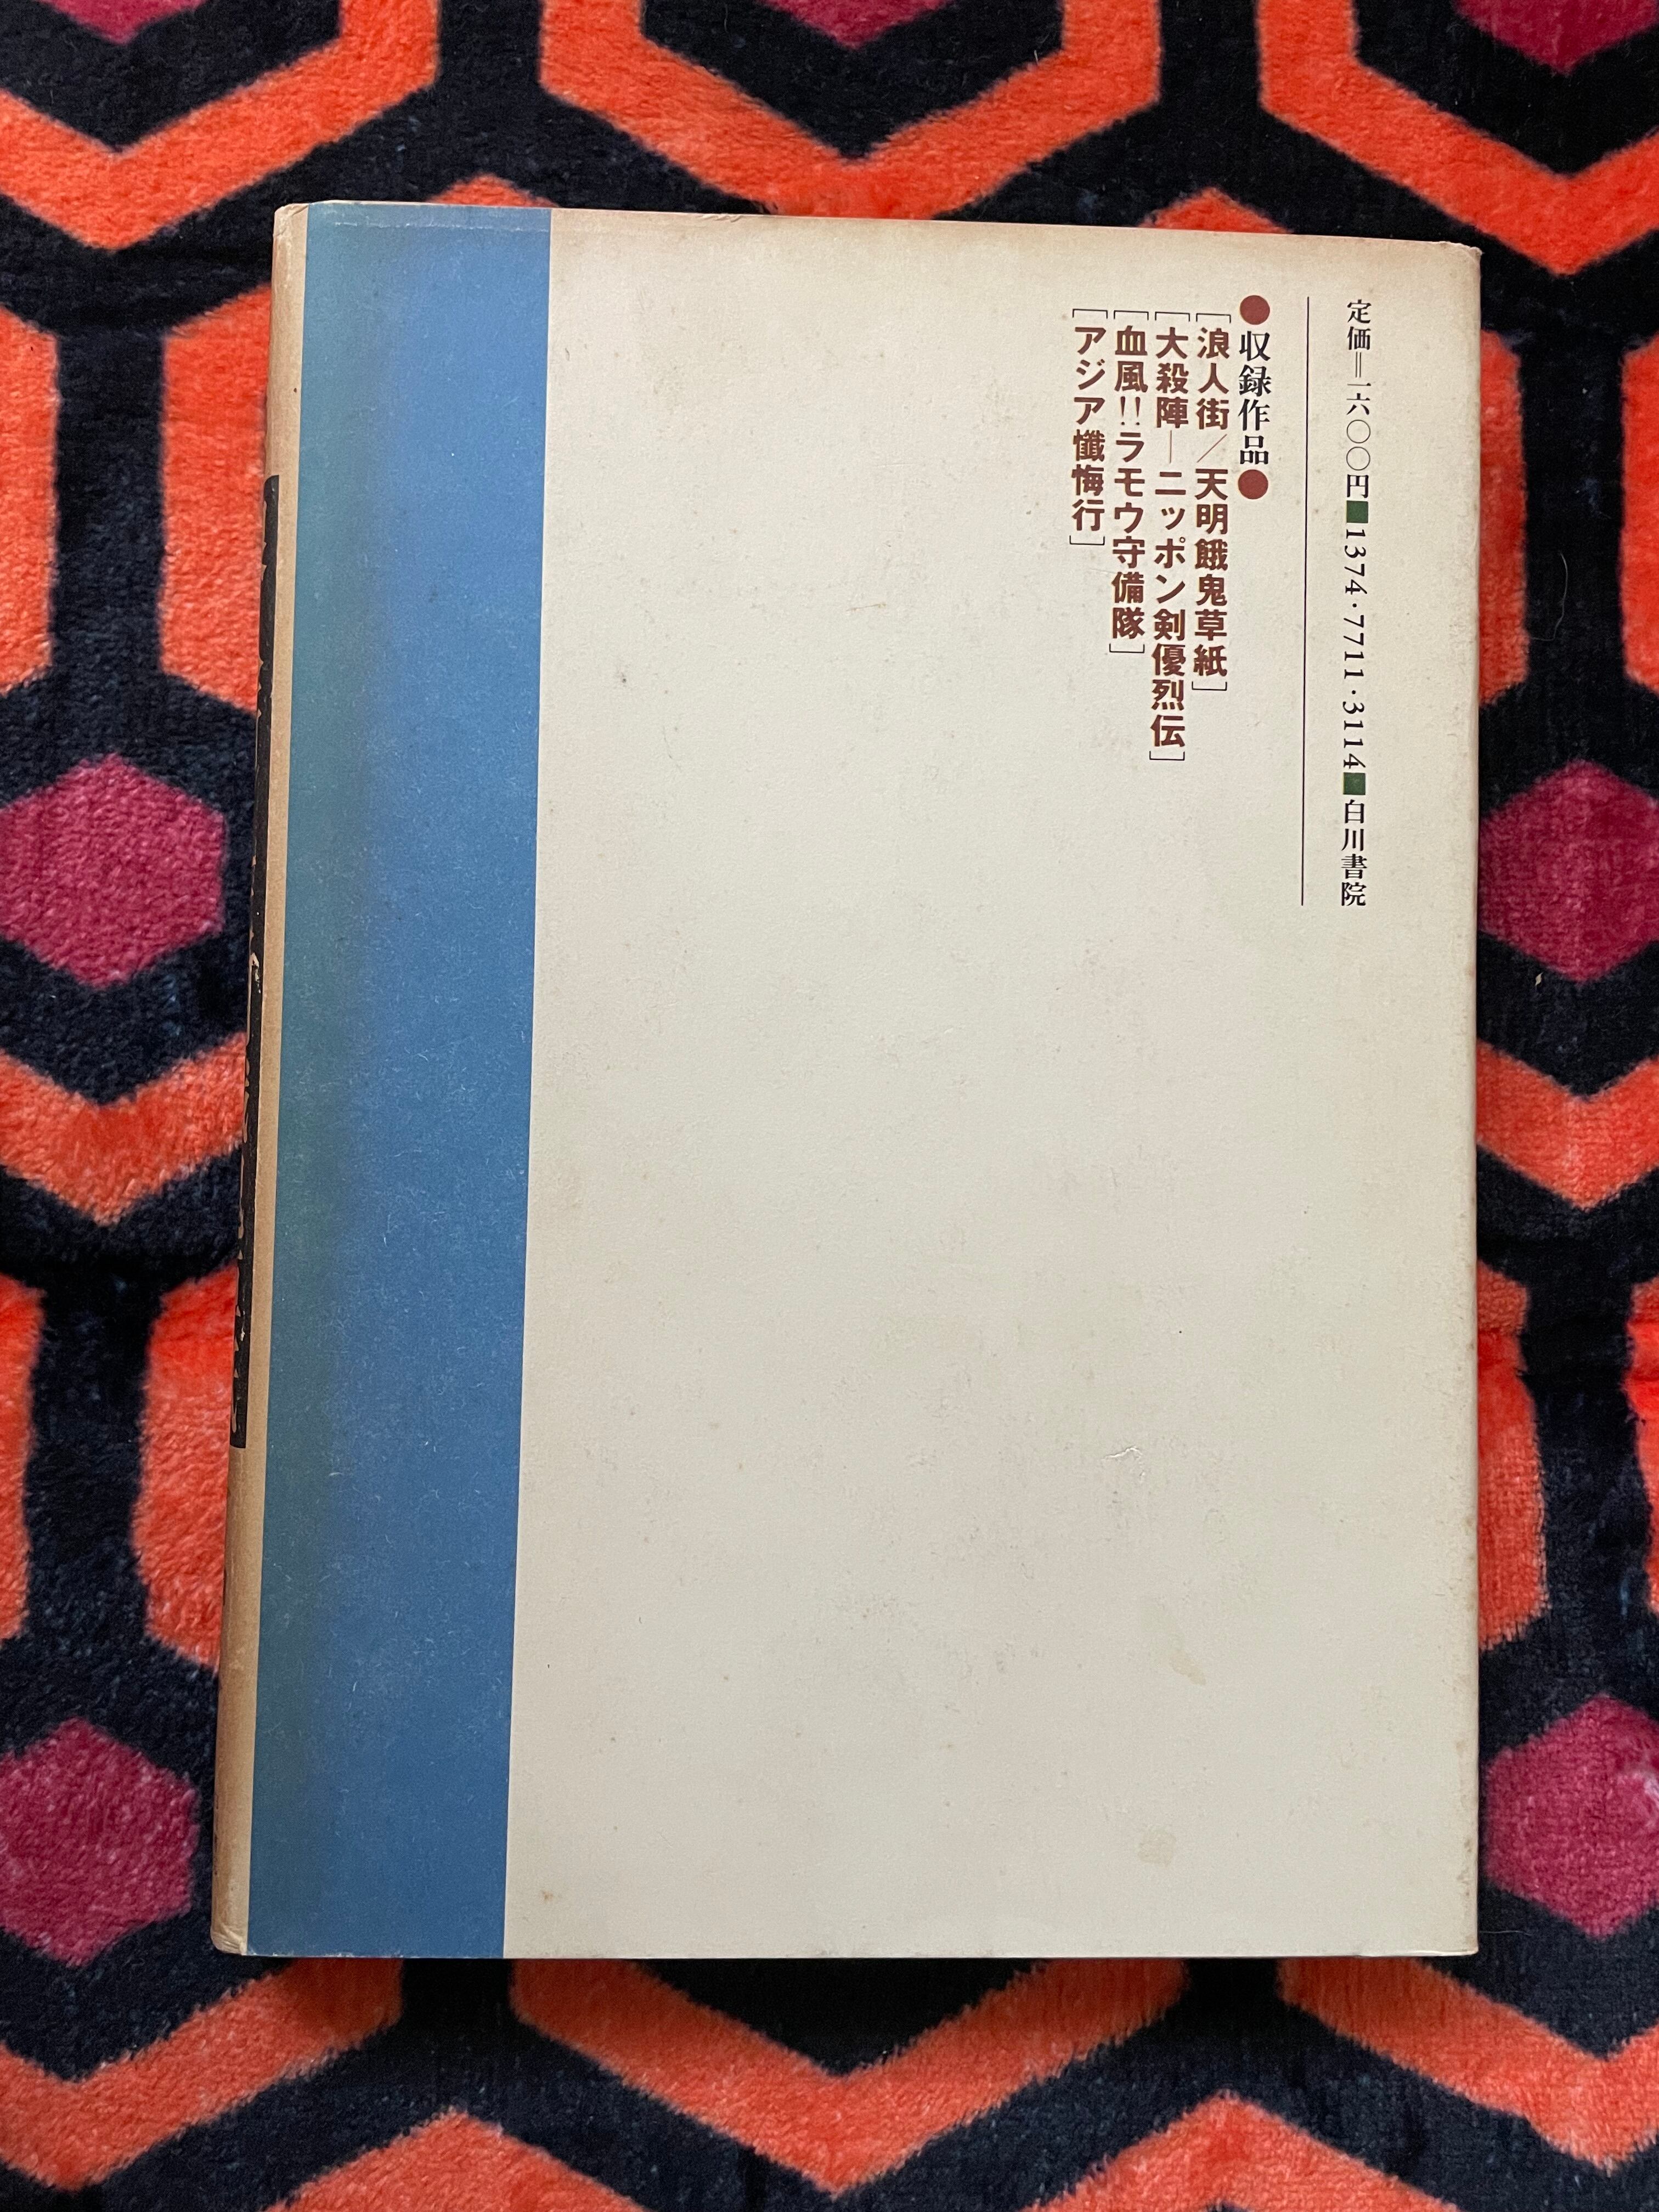 定価＝一六〇〇円■1374・7711・3114■白川書院
●収録作品●
［浪人街／天明餓鬼草紙］
［大殺陣―ニッポン剣優烈伝］
［血風!!ラモウ守備隊］
［アジア懺悔行］